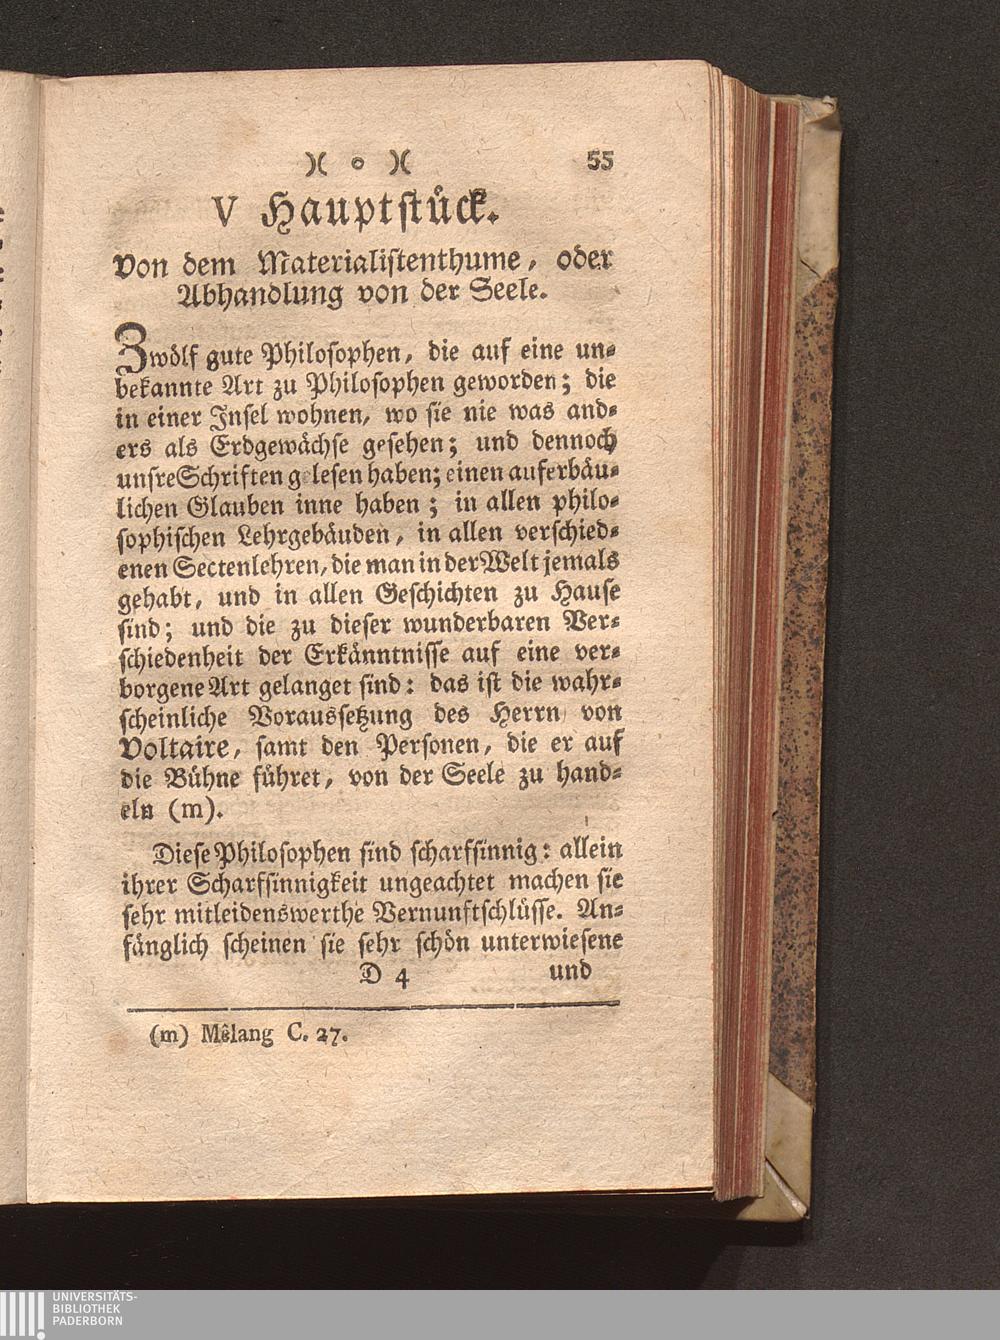 )( o )( 55
V Hauptstück.
Von dem Materialistenthume, oder
Abhandlung von der Seele.
Zwölf gute Philosophen, die auf eine un-
bekannte Art zu Philosophen geworden; die
in einer Insel wohnen, wo sie nie was and-
ers als Erdgewächse gesehen; und dennoch
unsre Schriften gelesen haben; einen auferbäu-
lichen Glauben inne haben; in allen philo-
sophischen Lehrgebäuden, in allen verschied-
enen Sectenlehren, die man in der Welt jemals
gehabt, und in allen Geschichten zu Hause
sind; und die zu dieser wunderbaren Ver-
schiedenheit der Erkänntnisse auf eine ver-
borgene Art gelanget sind: das ist die wahr-
scheinliche Voraussetzung des Herrn von
Voltaire, samt den Personen, die er auf
die Bühne führet, von der Seele zu hand-
eln (m).
Diese Philosophen sind scharfsinnig: allein
ihrer Scharfsinnigkeit ungeachtet machen sie
sehr mitleidenswerthe Vernunftschlüsse. An-
fänglich scheinen sie sehr schön unterwiesene
D 4 und
(m) Mêlang C. 27.
UNIVERSITÄTS-
BIBLIOTHEK
PADERBORN